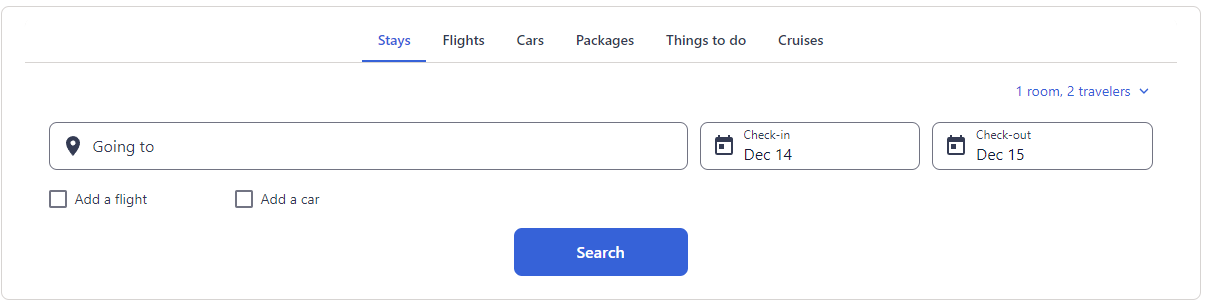 Stays Flights Cars Packages Things to do Cruises
1 room, 2 travelers
Going to
Check-in
Dec 14
Check-out
Dec 15
Add a flight Add a car
Search